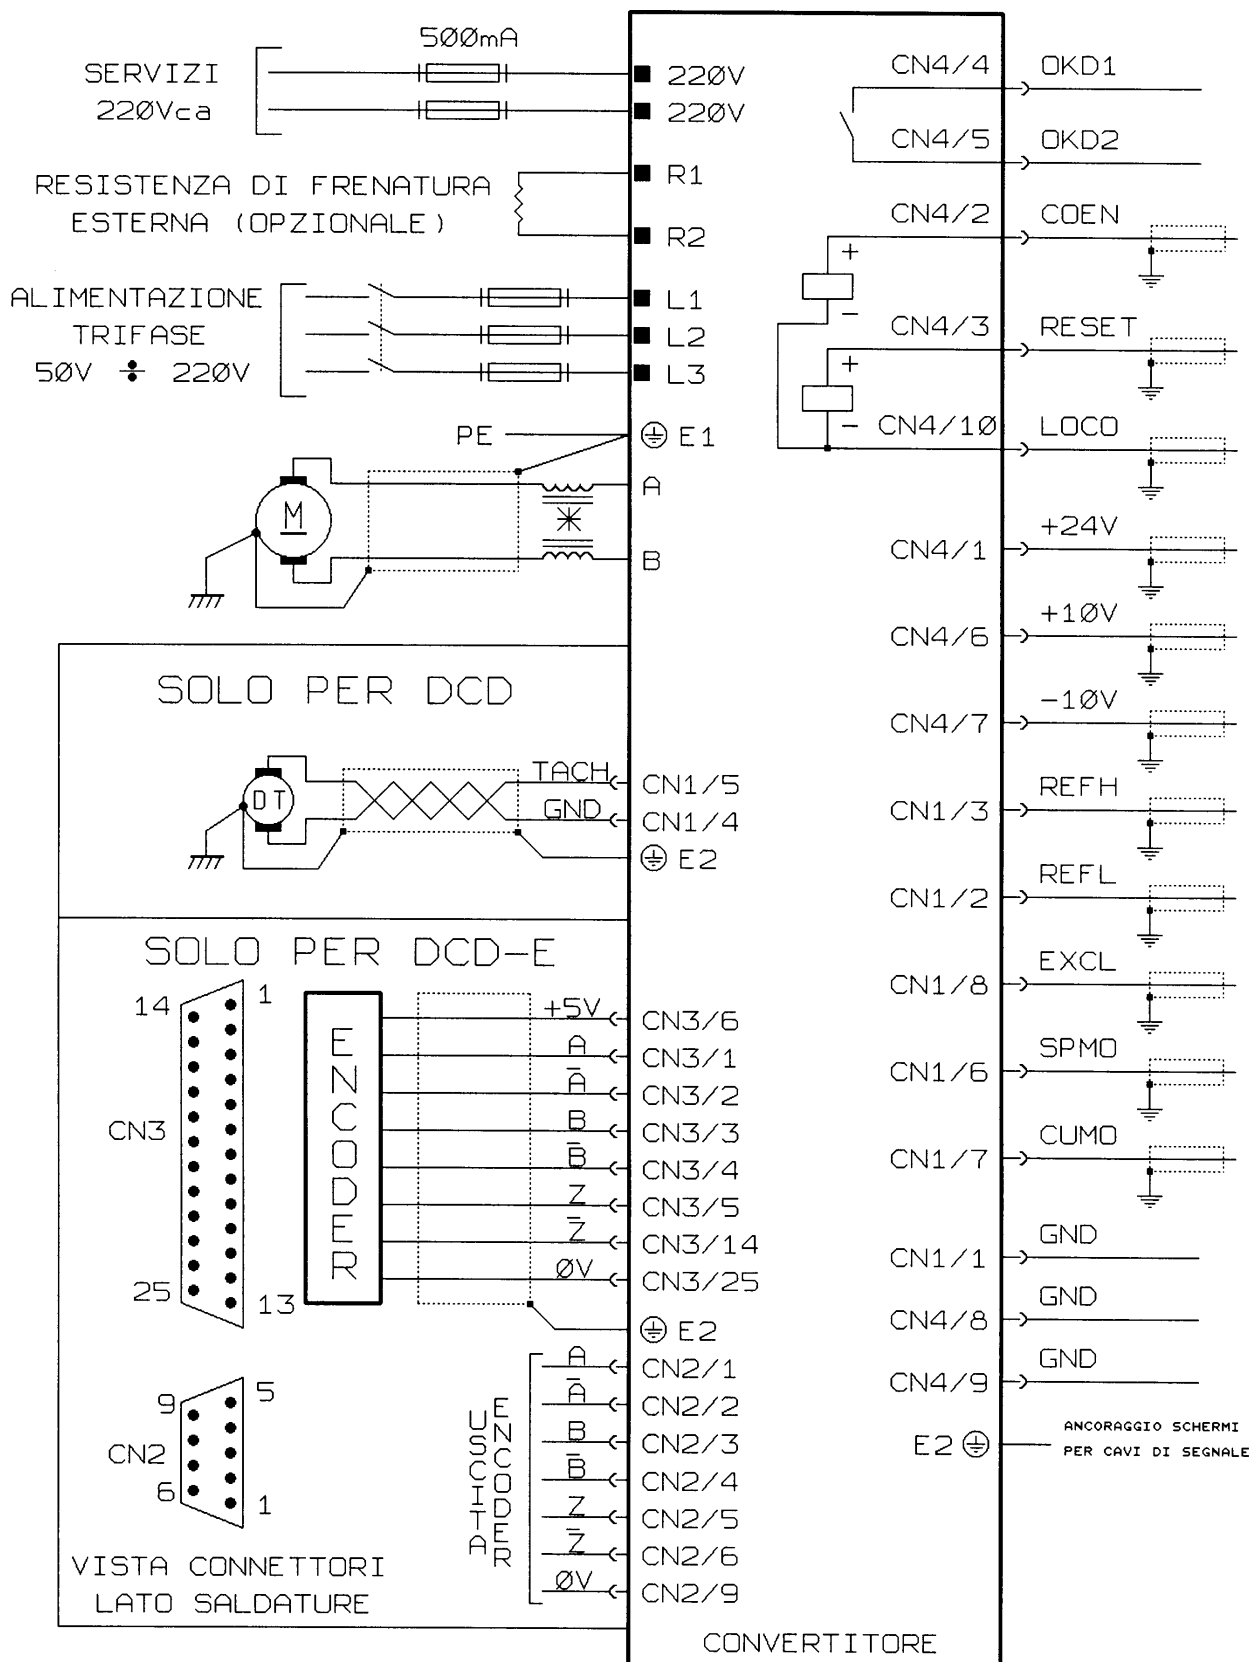 500mA
SERVIZI
220Vca
220V
220V
RESISTENZA DI FRENATURA
ESTERNA (OPZIONALE)
R1
R2
ALIMENTAZIONE
TRIFASE
50V ÷ 220V
L1
L2
L3
PE
E1
M
A
B
SOLO PER DCD
DT
TACH
CN1/5
GND
CN1/4
E2
SOLO PER DCD-E
14
1
CN3
25
13
ENCODER
+5V
CN3/6
A
CN3/1
A̅
CN3/2
B
CN3/3
B̅
CN3/4
Z
CN3/5
Z̅
CN3/14
0V
CN3/25
E2
9
5
CN2
6
1
USCITA
ENCODER
A
CN2/1
A̅
CN2/2
B
CN2/3
B̅
CN2/4
Z
CN2/5
Z̅
CN2/6
0V
CN2/9
VISTA CONNETTORI
LATO SALDATURE
CN4/4
OKD1
CN4/5
OKD2
CN4/2
COEN
+
-
CN4/3
RESET
+
-
CN4/10
LOCO
CN4/1
+24V
CN4/6
+10V
CN4/7
-10V
CN1/3
REFH
CN1/2
REFL
CN1/8
EXCL
CN1/6
SPMO
CN1/7
CUMO
CN1/1
GND
CN4/8
GND
CN4/9
GND
E2
ANCORAGGIO SCHERMI
PER CAVI DI SEGNALE
CONVERTITORE